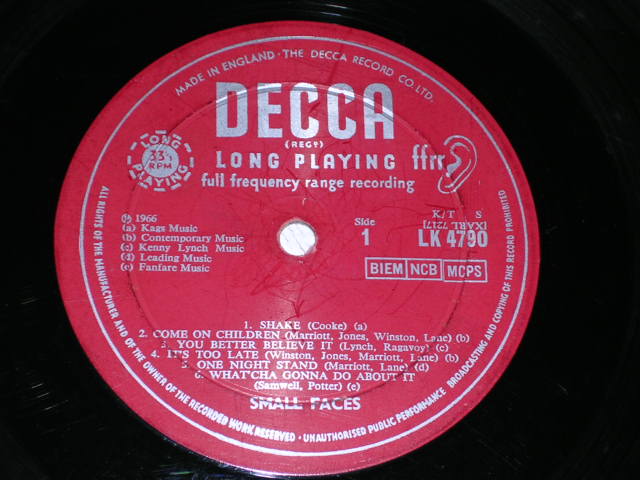 MADE IN ENGLAND · THE DECCA RECORD CO. LTD.
DECCA
(REGD)
LONG PLAYING ffrr
full frequency range recording
LONG PLAYING
33⅓
RPM
℗ 1966
(a) Kags Music
(b) Contemporary Music
(c) Kenny Lynch Music
(d) Leading Music
(e) Fanfare Music
Side
1
K/T S
(XARL 7217)
LK 4790
BIEM NCB MCPS
1. SHAKE (Cooke) (a)
2. COME ON CHILDREN (Marriott, Jones, Winston, Lane) (b)
3. YOU BETTER BELIEVE IT (Lynch, Ragavoy) (c)
4. IT'S TOO LATE (Winston, Jones, Marriott, Lane) (b)
5. ONE NIGHT STAND (Marriott, Lane) (d)
6. WHAT'CHA GONNA DO ABOUT IT
(Samwell, Potter) (e)
SMALL FACES
ALL RIGHTS OF THE MANUFACTURER AND OF THE OWNER OF THE RECORDED WORK RESERVED · UNAUTHORISED PUBLIC PERFORMANCE BROADCASTING AND COPYING OF THIS RECORD PROHIBITED